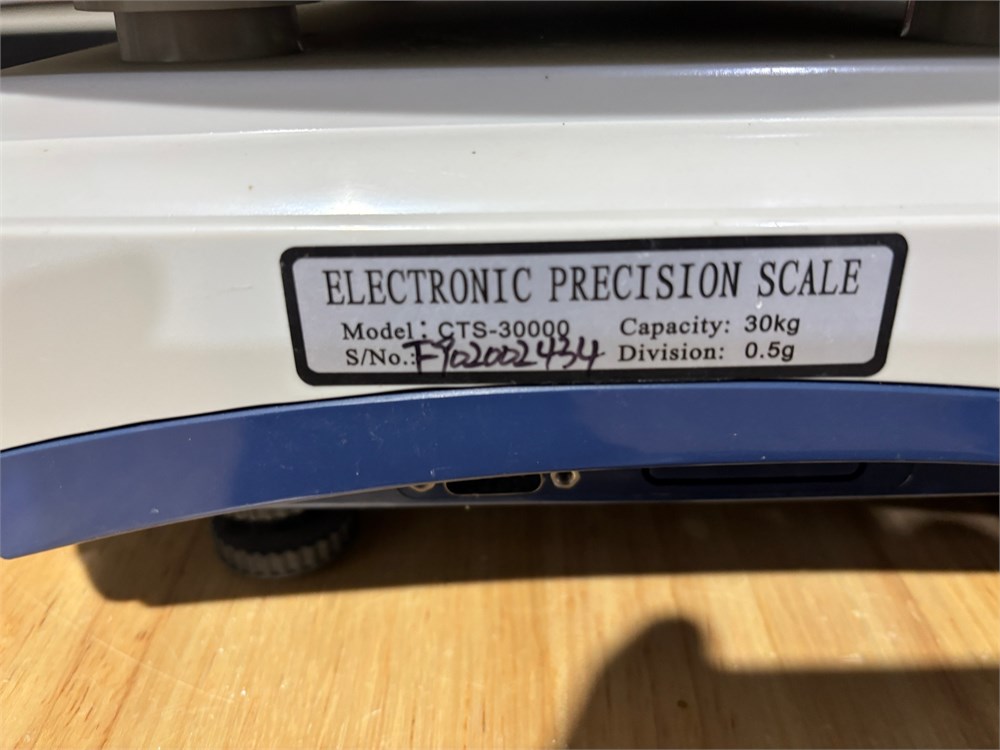 ELECTRONIC PRECISION SCALE
Model: CTS-30000 Capacity: 30kg
S/No.: F902002434 Division: 0.5g